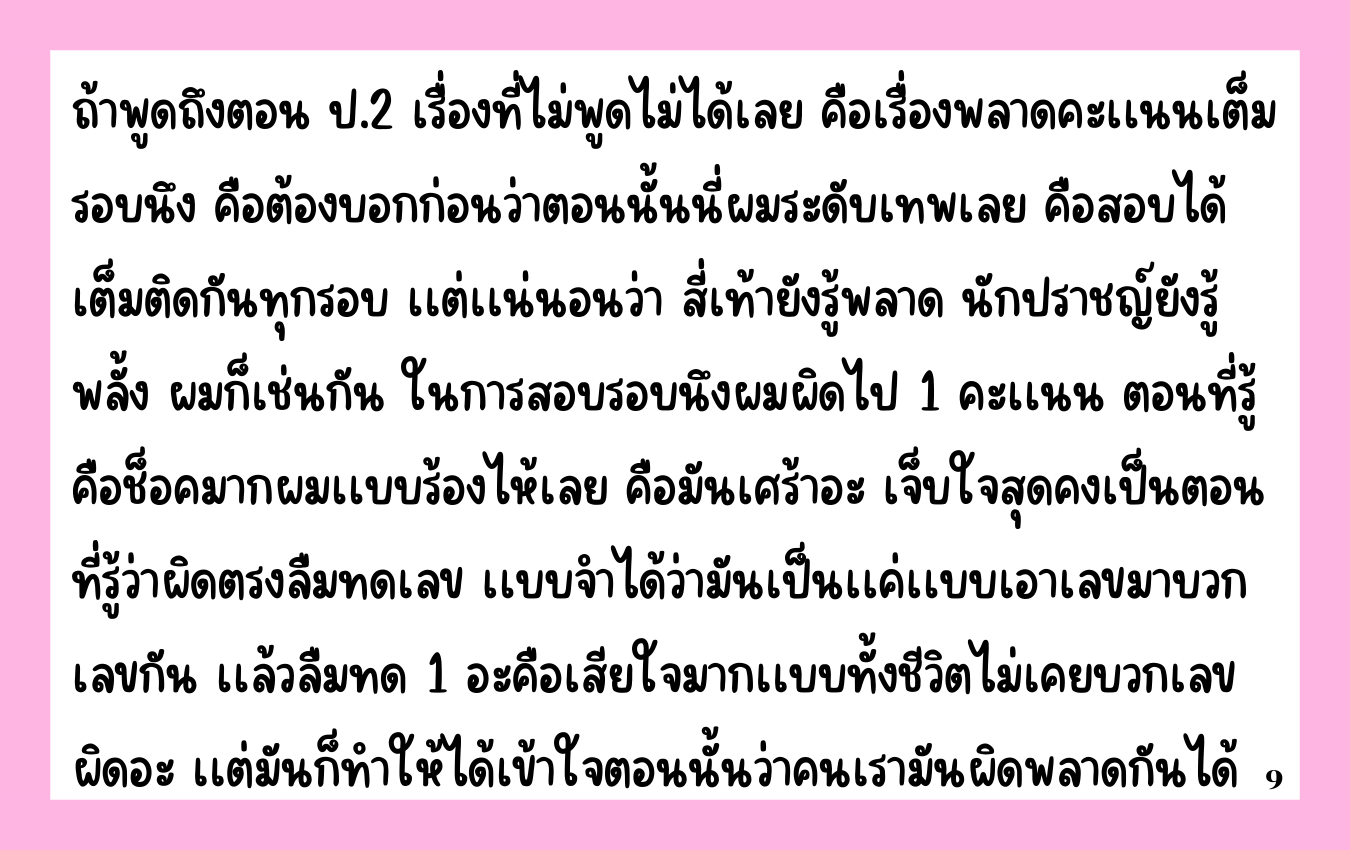 ถ้าพูดถึงตอน ป.2 เรื่องที่ไม่พูดไม่ได้เลย คือเรื่องพลาดคะแนนเต็ม
รอบนึง คือต้องบอกก่อนว่าตอนนั้นนี่ผมระดับเทพเลย คือสอบได้
เต็มติดกันทุกรอบ แต่แน่นอนว่า สี่เท้ายังรู้พลาด นักปราชญ์ยังรู้
พลั้ง ผมก็เช่นกัน ในการสอบรอบนึงผมผิดไป 1 คะแนน ตอนที่รู้
คือช็อคมากผมแบบร้องไห้เลย คือมันเศร้าอะ เจ็บใจสุดคงเป็นตอน
ที่รู้ว่าผิดตรงลืมทดเลข แบบจำได้ว่ามันเป็นแค่แบบเอาเลขมาบวก
เลขกัน แล้วลืมทด 1 อะคือเสียใจมากแบบทั้งชีวิตไม่เคยบวกเลข
ผิดอะ แต่มันก็ทำให้ได้เข้าใจตอนนั้นว่าคนเรามันผิดพลาดกันได้ 9